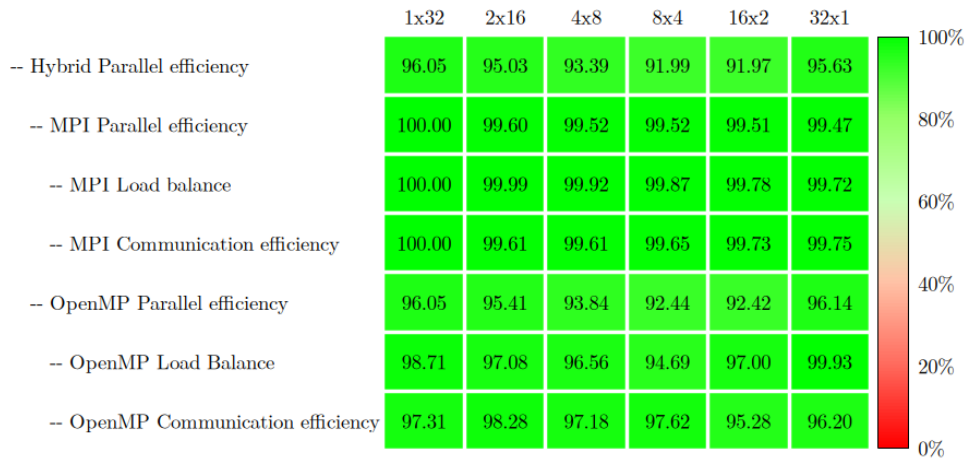 1x32 2x16 4x8 8x4 16x2 32x1
-- Hybrid Parallel efficiency 96.05 95.03 93.39 91.99 91.97 95.63
-- MPI Parallel efficiency 100.00 99.60 99.52 99.52 99.51 99.47
-- MPI Load balance 100.00 99.99 99.92 99.87 99.78 99.72
-- MPI Communication efficiency 100.00 99.61 99.61 99.65 99.73 99.75
-- OpenMP Parallel efficiency 96.05 95.41 93.84 92.44 92.42 96.14
-- OpenMP Load Balance 98.71 97.08 96.56 94.69 97.00 99.93
-- OpenMP Communication efficiency 97.31 98.28 97.18 97.62 95.28 96.20
100%
80%
60%
40%
20%
0%